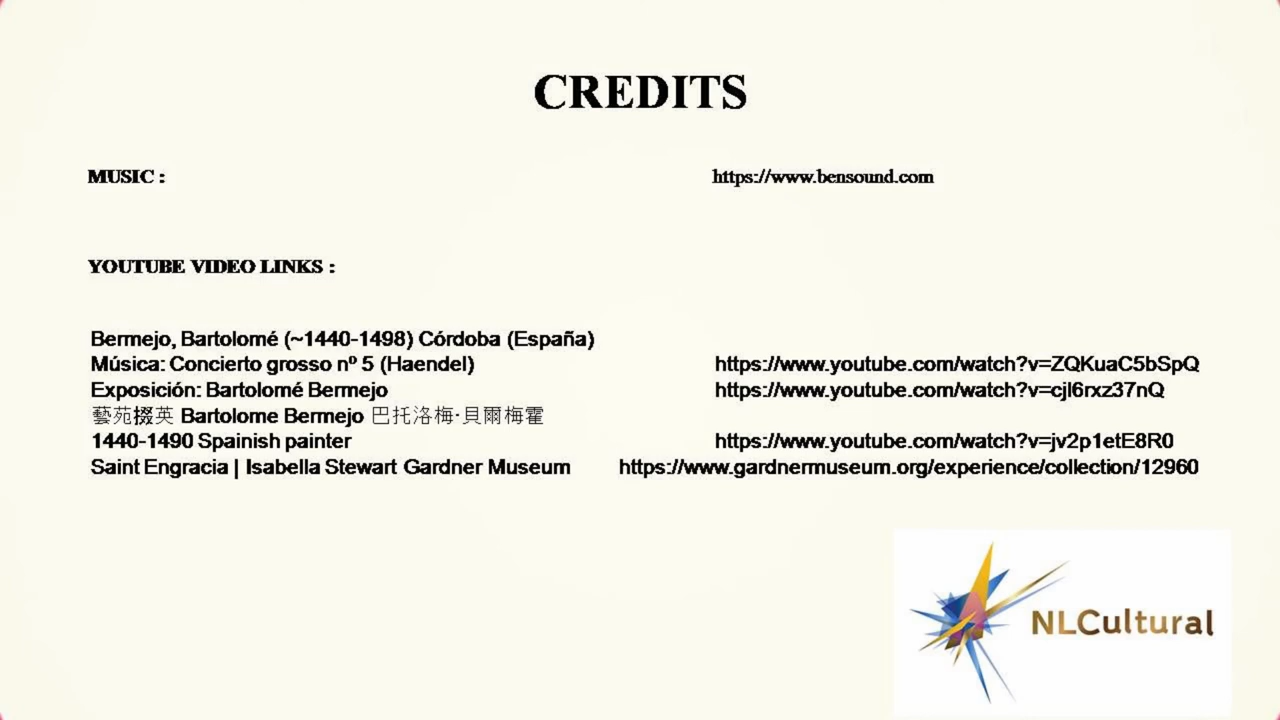 CREDITS
MUSIC : https://www.bensound.com
YOUTUBE VIDEO LINKS :
Bermejo, Bartolomé (~1440-1498) Córdoba (España)
Música: Concierto grosso nº 5 (Haendel) https://www.youtube.com/watch?v=ZQKuaC5bSpQ
Exposición: Bartolomé Bermejo https://www.youtube.com/watch?v=cjl6rxz37nQ
藝苑掇英 Bartolome Bermejo 巴托洛梅·貝爾梅霍
1440-1490 Spainish painter https://www.youtube.com/watch?v=jv2p1etE8R0
Saint Engracia | Isabella Stewart Gardner Museum https://www.gardnermuseum.org/experience/collection/12960
NLCultural